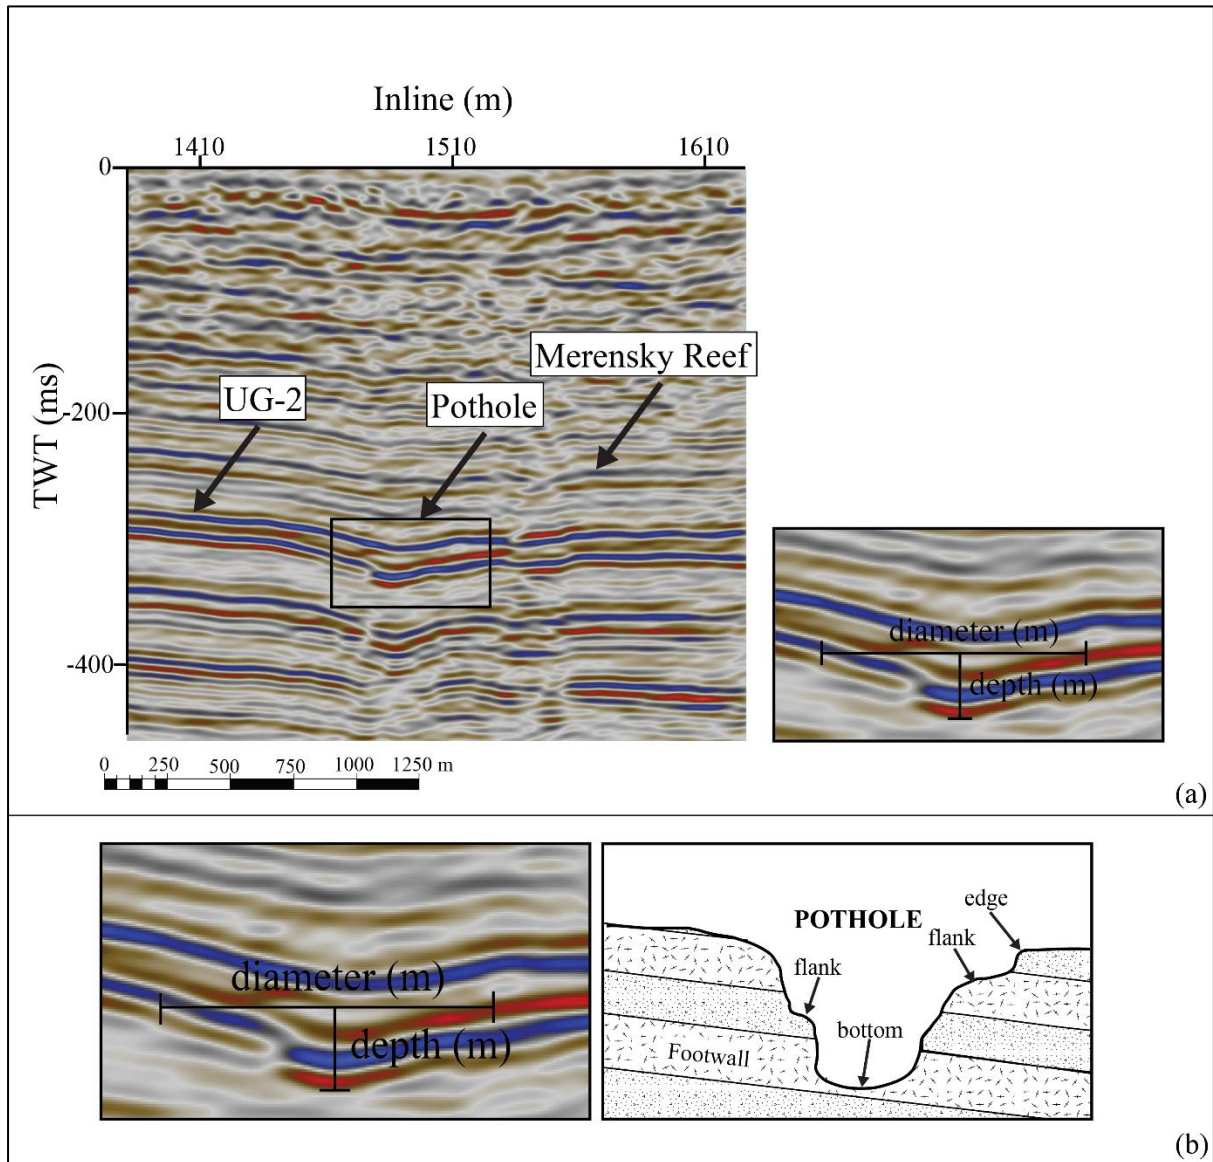 Inline (m)
1410 1510 1610
0
TWT (ms)
-200
-400
UG-2
Pothole
Merensky Reef
0 250 500 750 1000 1250 m
diameter (m)
depth (m)
(a)
diameter (m)
depth (m)
POTHOLE
edge
flank
flank
bottom
Footwall
(b)